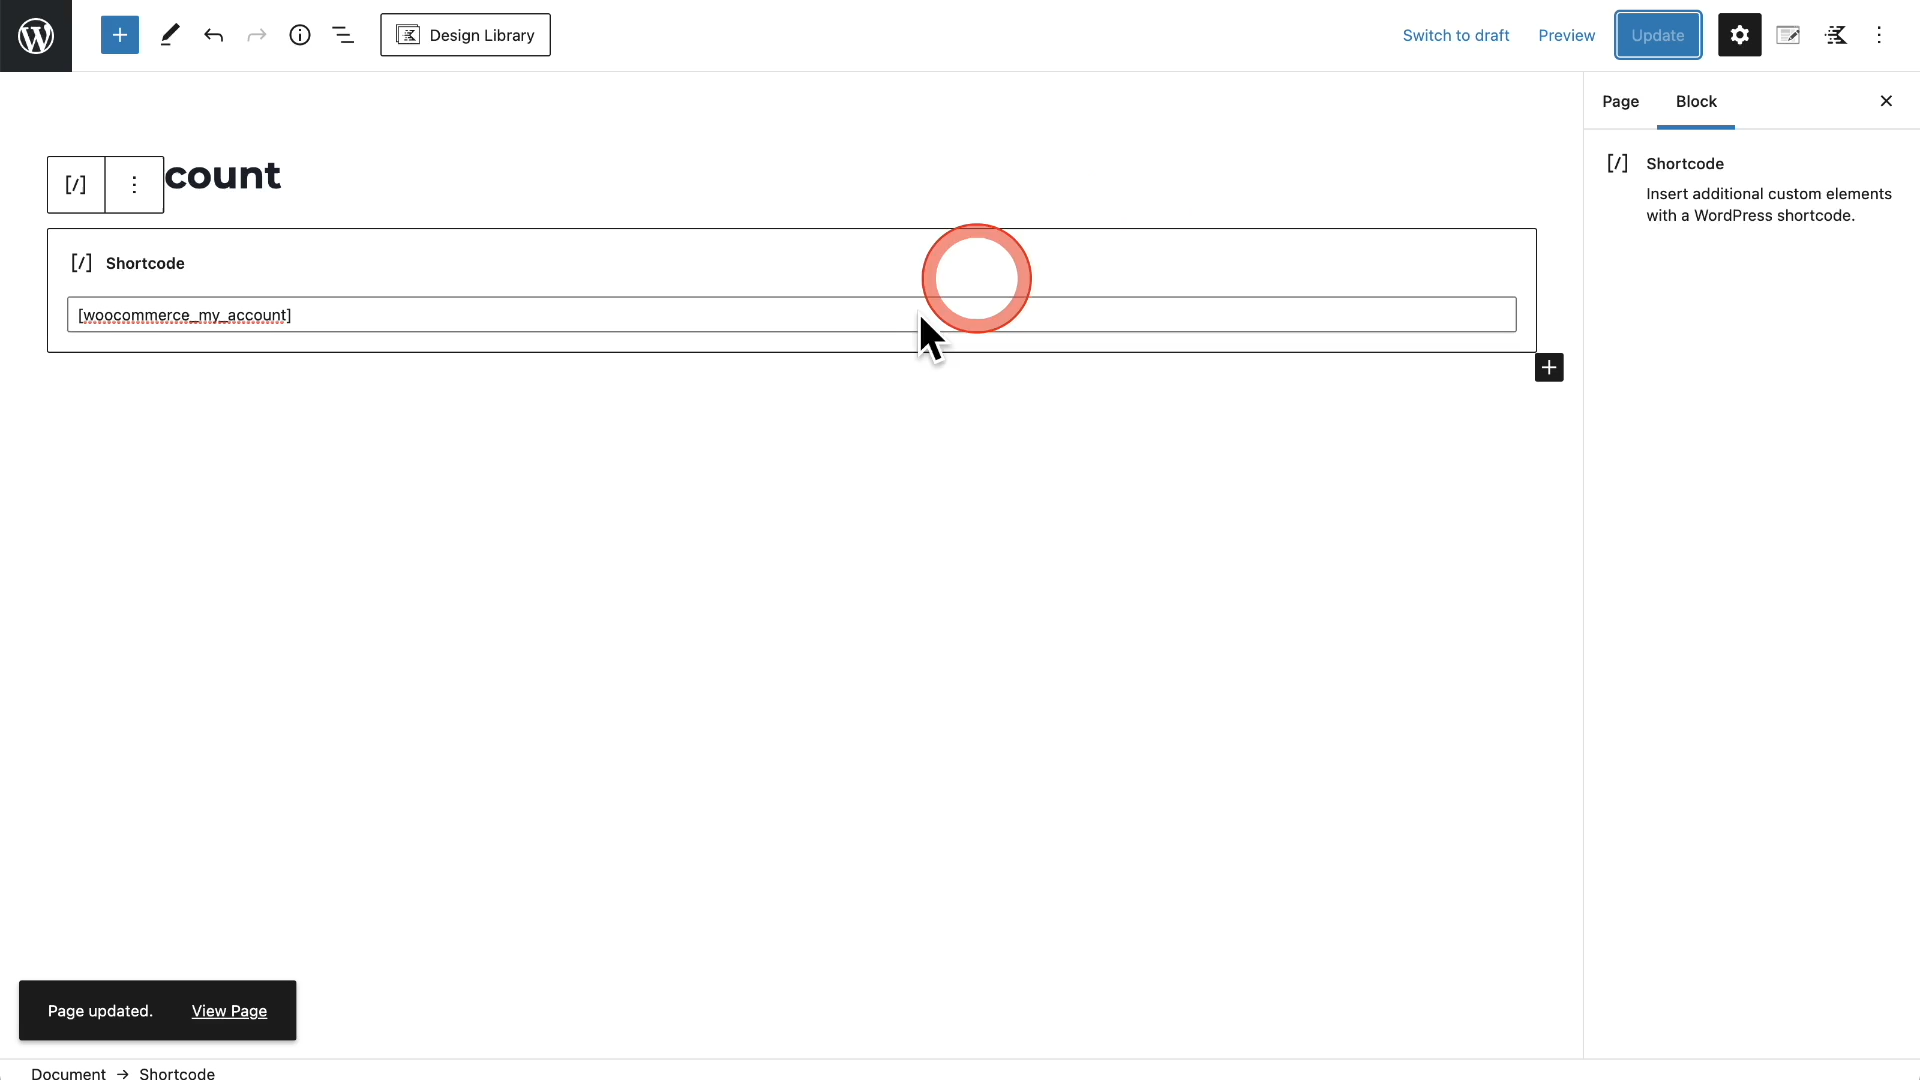 Design Library
Switch to draft
Preview
Update
Page
Block
[/]
count
[/] Shortcode
[woocommerce_my_account]
[/] Shortcode
Insert additional custom elements
with a WordPress shortcode.
Page updated. View Page
Document → Shortcode